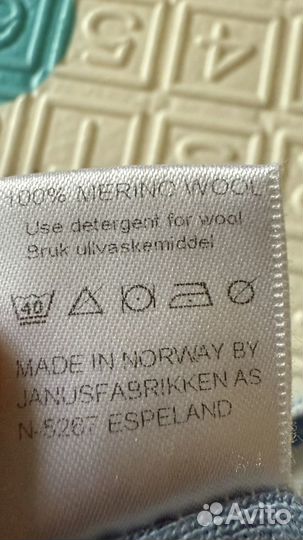 100% MERINO WOOL
Use detergent for wool
Bruk ullvaskemiddel
40
MADE IN NORWAY BY
JANUSFABRIKKEN AS
N-5267 ESPELAND
Avito